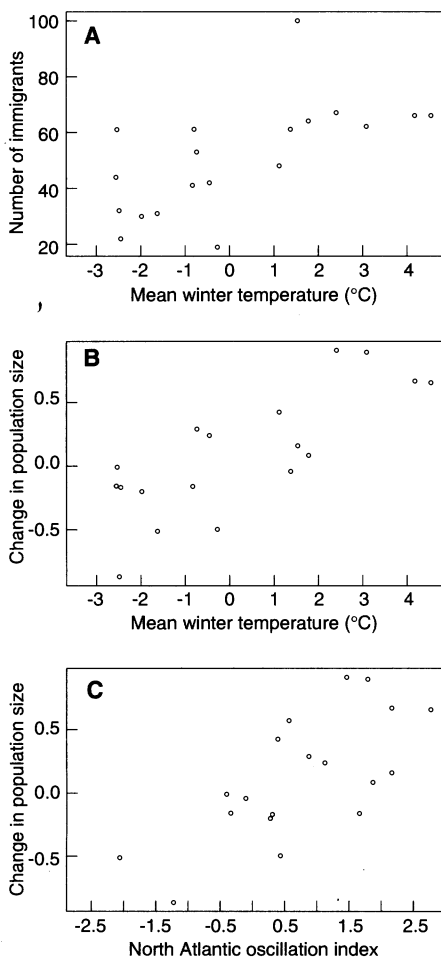 A
Number of immigrants
100
80
60
40
20
-3 -2 -1 0 1 2 3 4
Mean winter temperature (°C)
,
B
Change in population size
0.5
0.0
-0.5
-3 -2 -1 0 1 2 3 4
Mean winter temperature (°C)
C
Change in population size
0.5
0.0
-0.5
-2.5 -1.5 -0.5 0.5 1.5 2.5
North Atlantic oscillation index